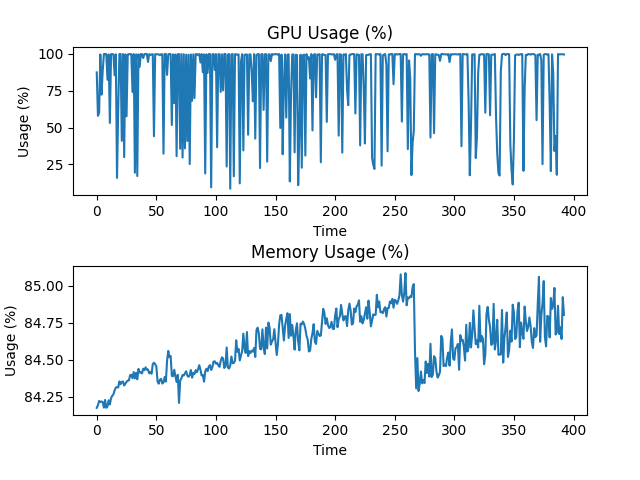 GPU Usage (%)
Usage (%)
100
75
50
25
0 50 100 150 200 250 300 350 400
Time
Memory Usage (%)
Usage (%)
85.00
84.75
84.50
84.25
0 50 100 150 200 250 300 350 400
Time